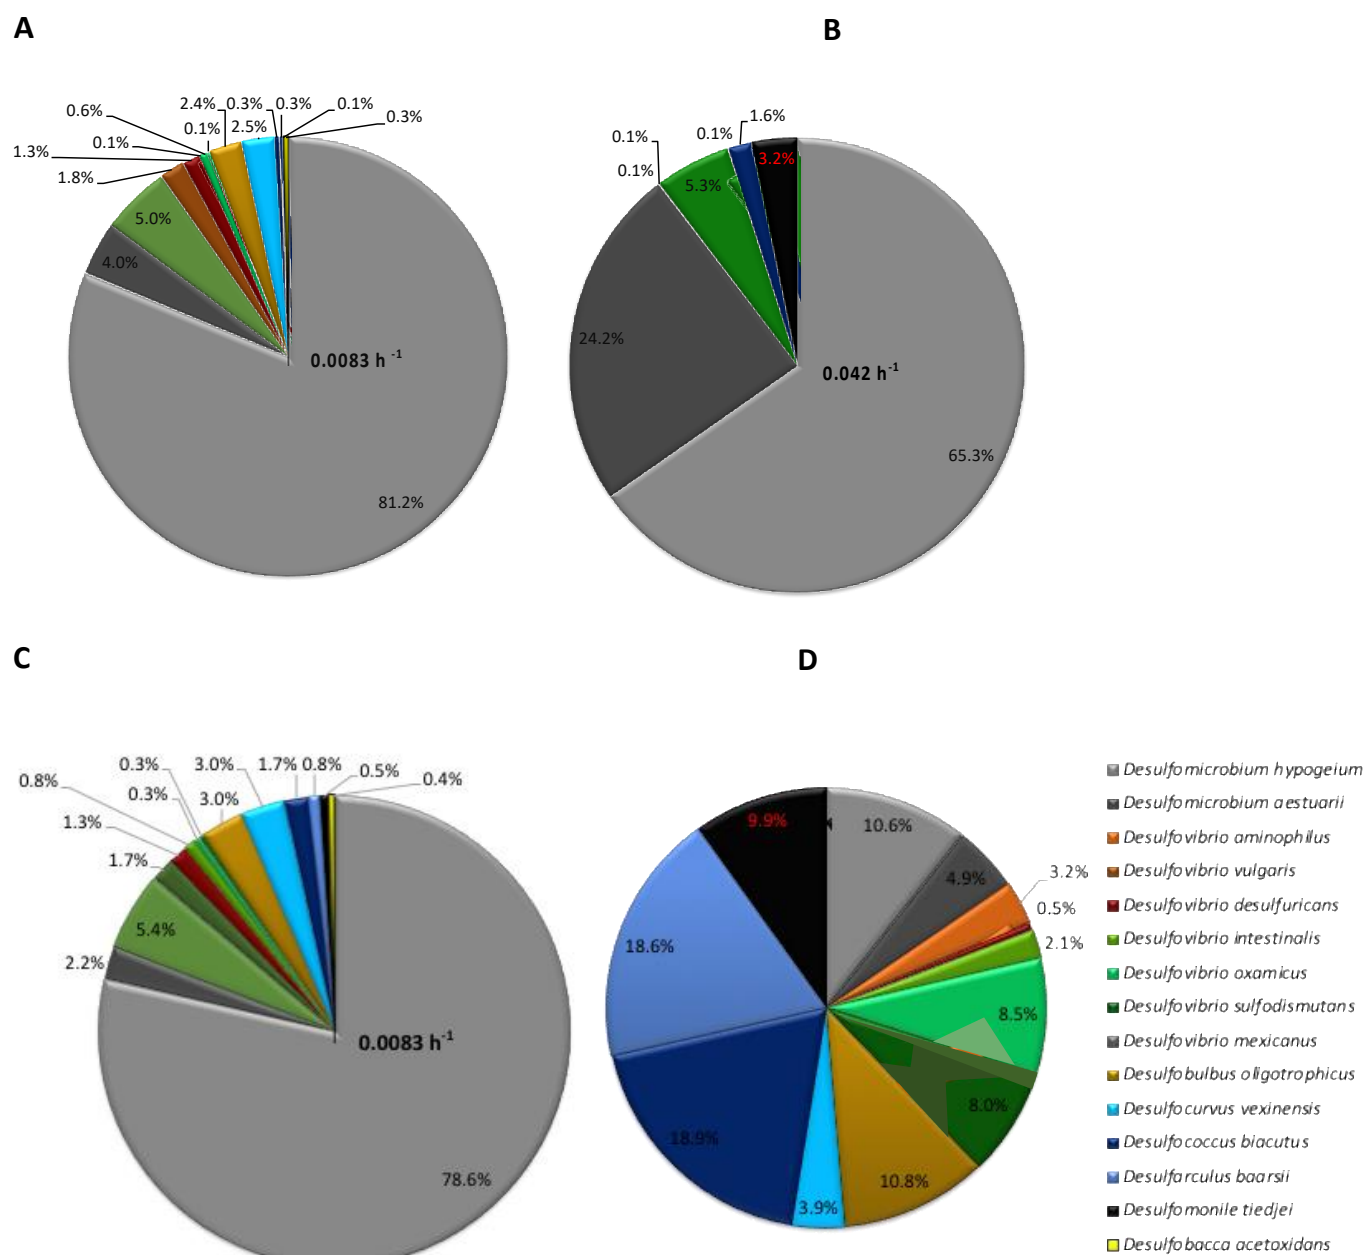 A
B
2.4%
0.3%
0.3%
0.1%
0.6%
0.3%
0.1%
2.5%
0.1%
1.3%
1.8%
5.0%
4.0%
0.0083 h -1
81.2%
1.6%
0.1%
0.1%
0.1%
3.2%
5.3%
24.2%
0.042 h-1
65.3%
C
D
0.3%
3.0%
1.7%
0.8%
0.5%
0.4%
0.8%
0.3%
3.0%
1.3%
1.7%
5.4%
2.2%
0.0083 h-1
78.6%
9.9%
10.6%
4.9%
3.2%
0.5%
2.1%
18.6%
8.5%
8.0%
18.9%
10.8%
3.9%
Desulfomicrobium hypogeium
Desulfomicrobium aestuarii
Desulfovibrio aminophilus
Desulfovibrio vulgaris
Desulfovibrio desulfuricans
Desulfovibrio intestinalis
Desulfovibrio oxamicus
Desulfovibrio sulfodismutans
Desulfovibrio mexicanus
Desulfobulbus oligotrophicus
Desulfocurvus vexinensis
Desulfococcus biacutus
Desulfarculus baarsii
Desulfomonile tiedjei
Desulfobacca acetoxidans